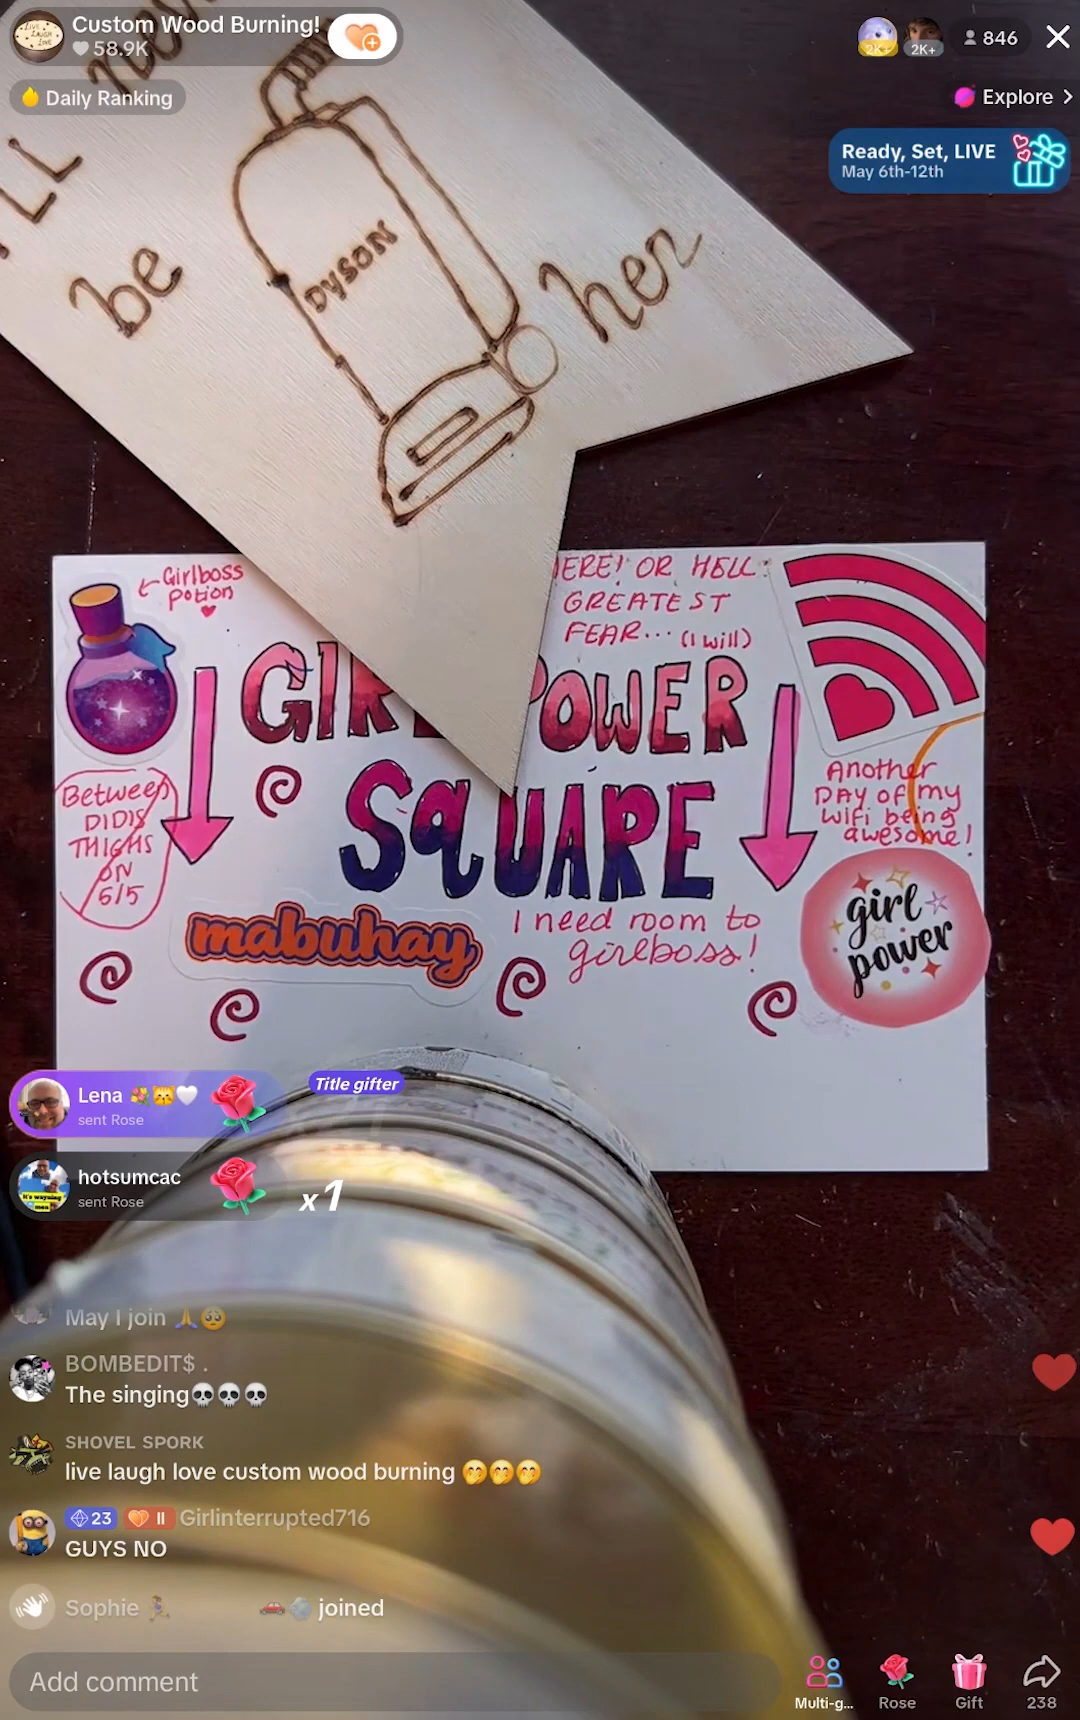 Custom Wood Burning!
58.9K
2K+
2K+
846
Daily Ranking
Explore
Ready, Set, LIVE
May 6th-12th
be
DYSON
her
Girlboss
potion
OR HELL
GREATEST
FEAR... (I will)
POWER
SQUARE
Between
DIDIS
THIGHS
ON
6/5
Another
DAY OF my
wifi being
awesome!
mabuhay
I need room to
girlboss!
girl
power
Title gifter
Lena
sent Rose
hotsumcac
sent Rose
x1
May I join 🙏🥺
BOMBEDIT$ .
The singing💀💀💀
SHOVEL SPORK
live laugh love custom wood burning 🤭🤭🤭
23 II Girlinterrupted716
GUYS NO
Sophie joined
Add comment
Multi-g...
Rose
Gift
238